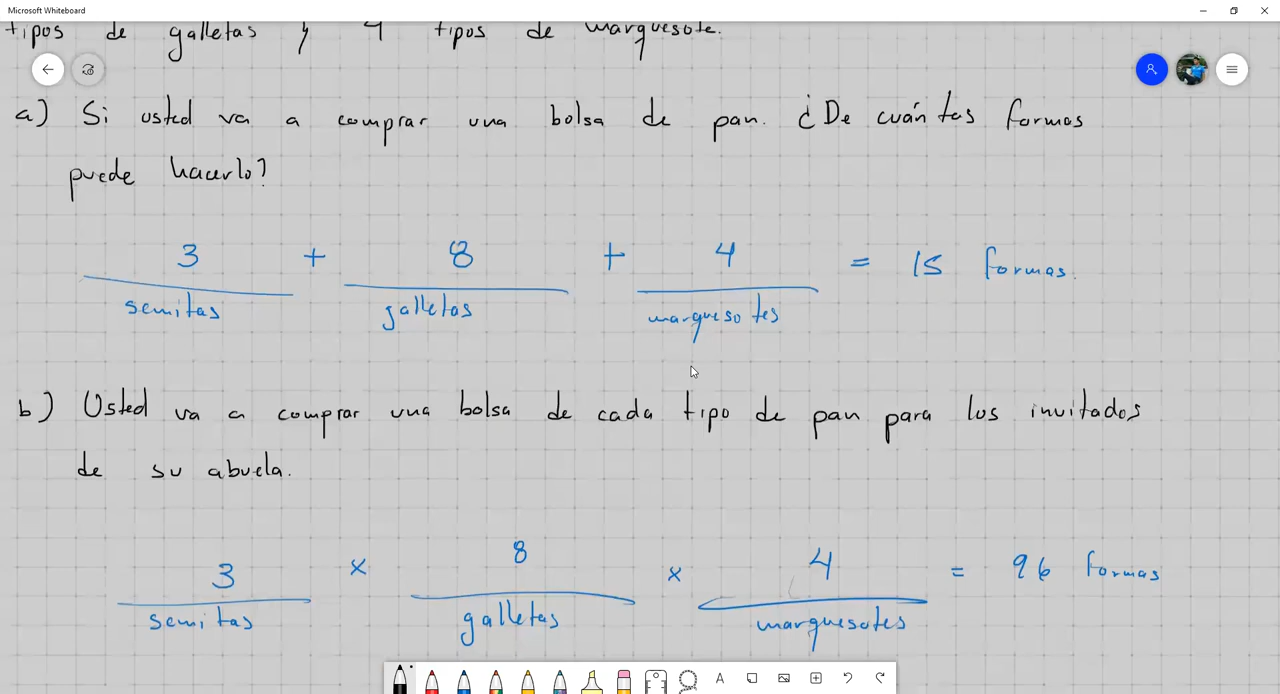 Microsoft Whiteboard
tipos de galletas y 4 tipos de marquesote.
a) Si usted va a comprar una bolsa de pan. ¿De cuántas formas
puede hacerlo?
3 + 8 + 4 = 15 formas.
semitas galletas marquesotes
b) Usted va a comprar una bolsa de cada tipo de pan para los invitados
de su abuela.
3 x 8 x 4 = 96 formas
semitas galletas marquesotes
A